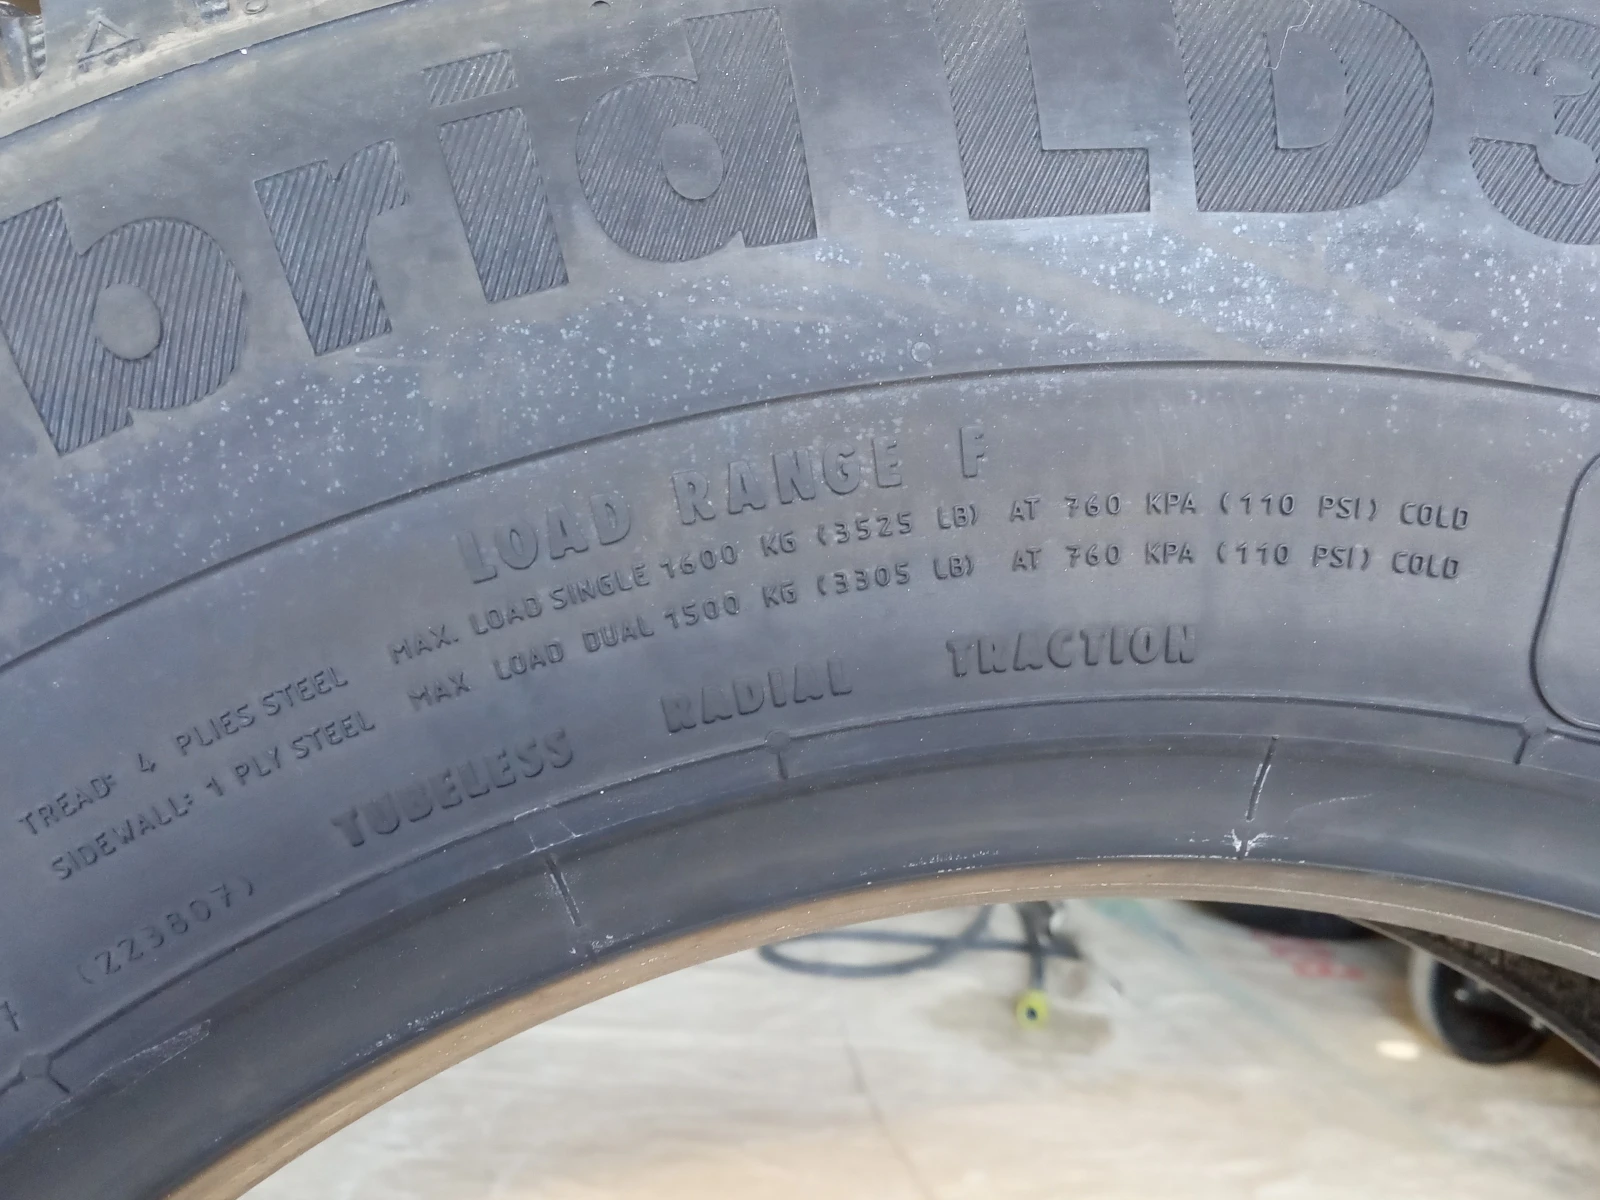 brid LD3
LOAD RANGE F
TREAD: 4 PLIES STEEL MAX. LOAD SINGLE 1600 KG (3525 LB) AT 760 KPA (110 PSI) COLD
SIDEWALL: 1 PLY STEEL MAX LOAD DUAL 1500 KG (3305 LB) AT 760 KPA (110 PSI) COLD
TUBELESS RADIAL TRACTION
(223807)